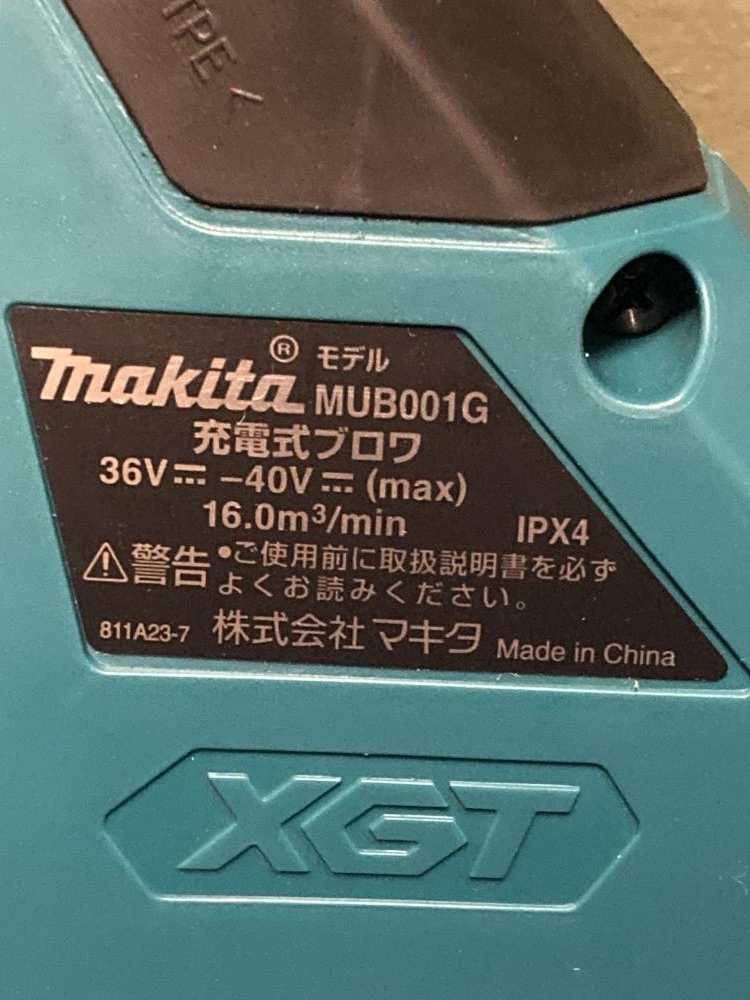 TPE
makita® モデル
MUB001G
充電式ブロワ
36V⎓ –40V⎓ (max)
16.0m³/min IPX4
⚠警告 •ご使用前に取扱説明書を必ず
よくお読みください。
811A23-7 株式会社マキタ Made in China
XGT